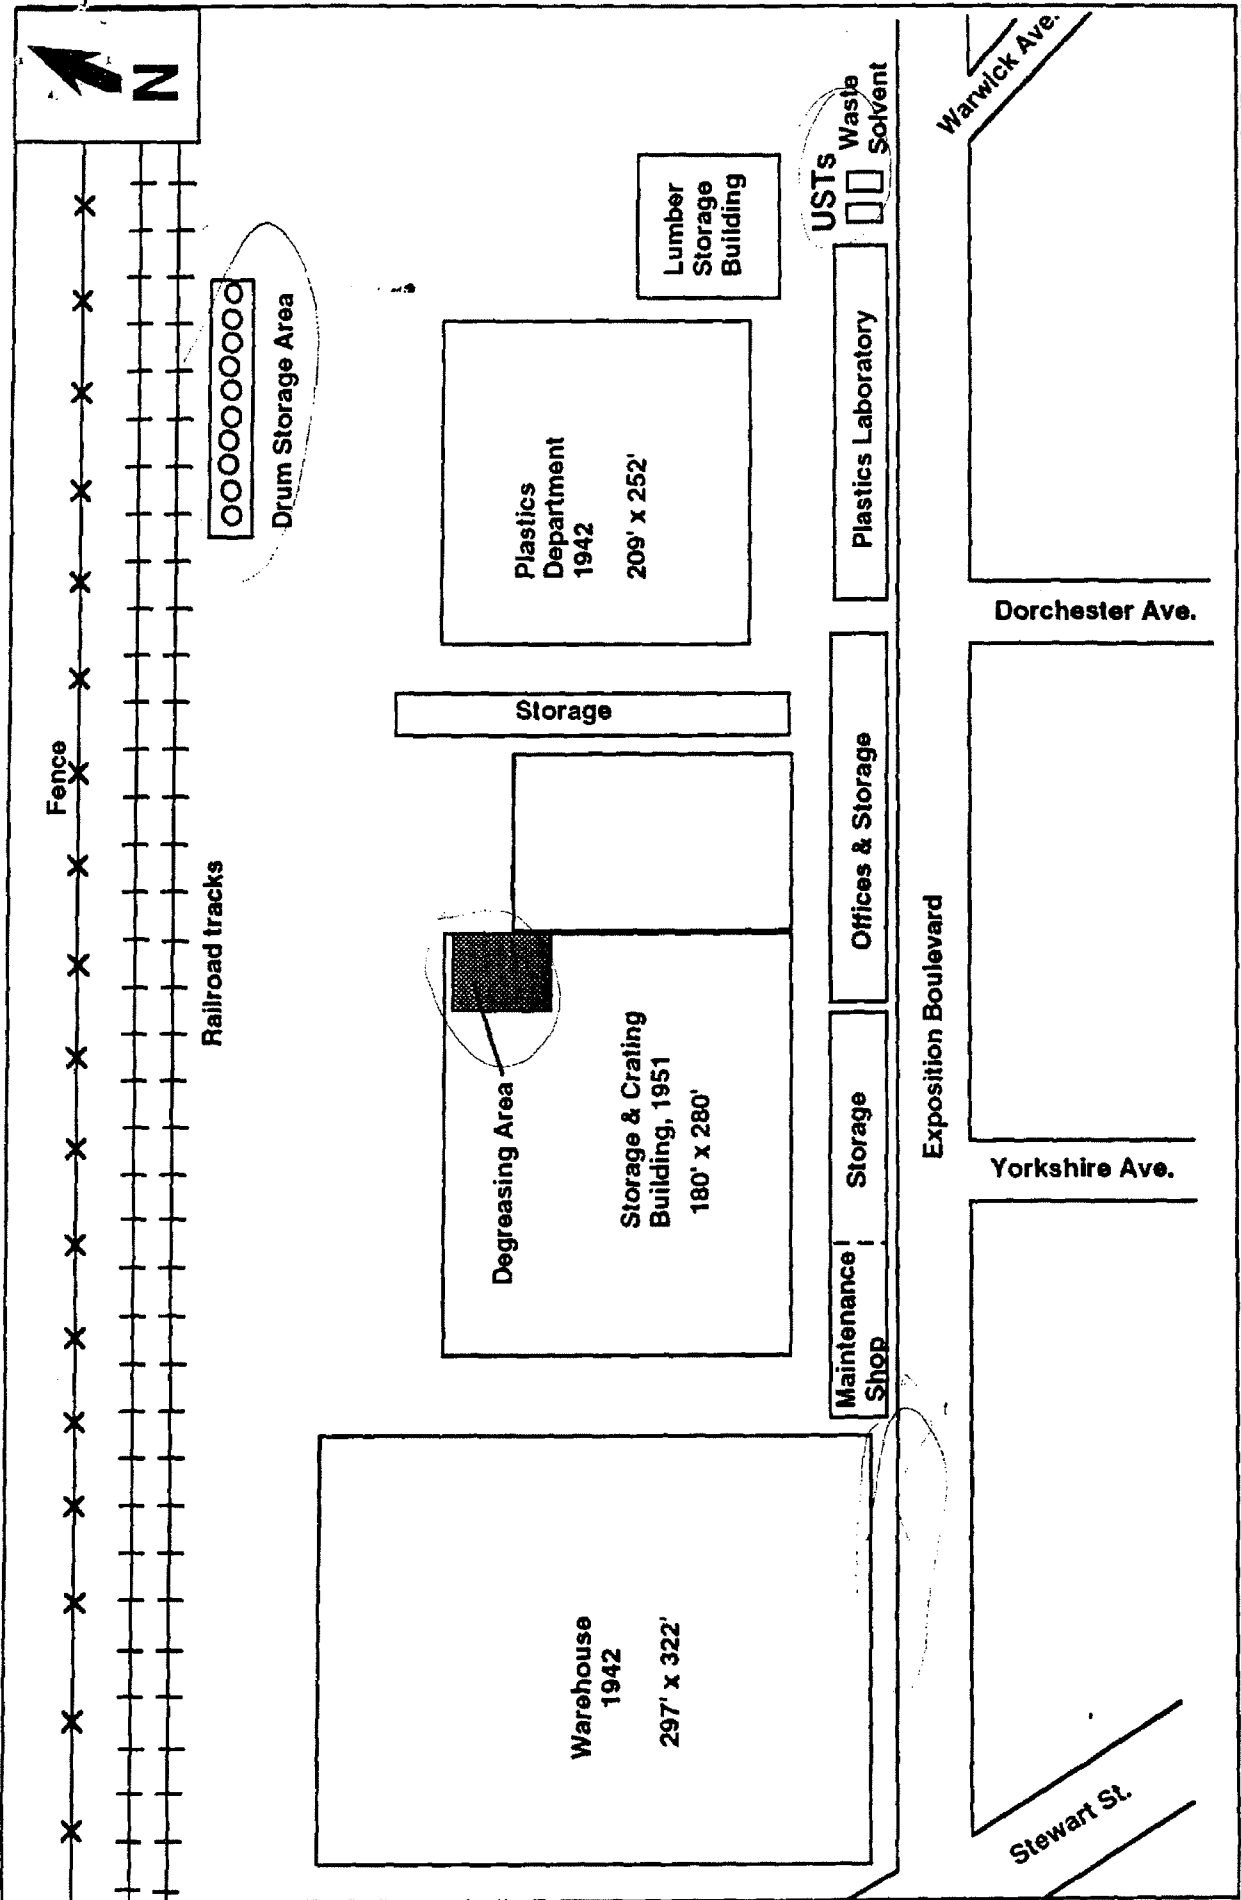 N
Warwick Ave.
USTs
Waste
Solvent
Lumber
Storage
Building
Drum Storage Area
Plastics
Department
1942
209' x 252'
Plastics Laboratory
Dorchester Ave.
Storage
Fence
Offices & Storage
Railroad tracks
Exposition Boulevard
Degreasing Area
Storage & Crating
Building, 1951
180' x 280'
Storage
Yorkshire Ave.
Maintenance
Shop
Warehouse
1942
297' x 322'
Stewart St.